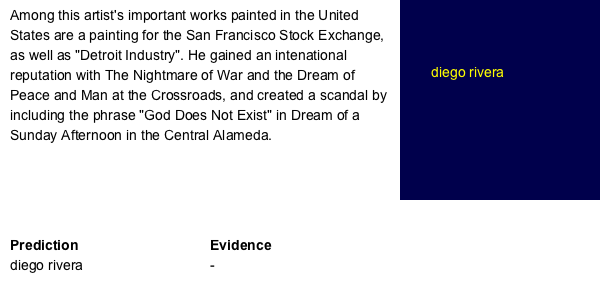 Among this artist's important works painted in the United
States are a painting for the San Francisco Stock Exchange,
as well as "Detroit Industry". He gained an intenational
reputation with The Nightmare of War and the Dream of
Peace and Man at the Crossroads, and created a scandal by
including the phrase "God Does Not Exist" in Dream of a
Sunday Afternoon in the Central Alameda.
diego rivera
Prediction Evidence
diego rivera -